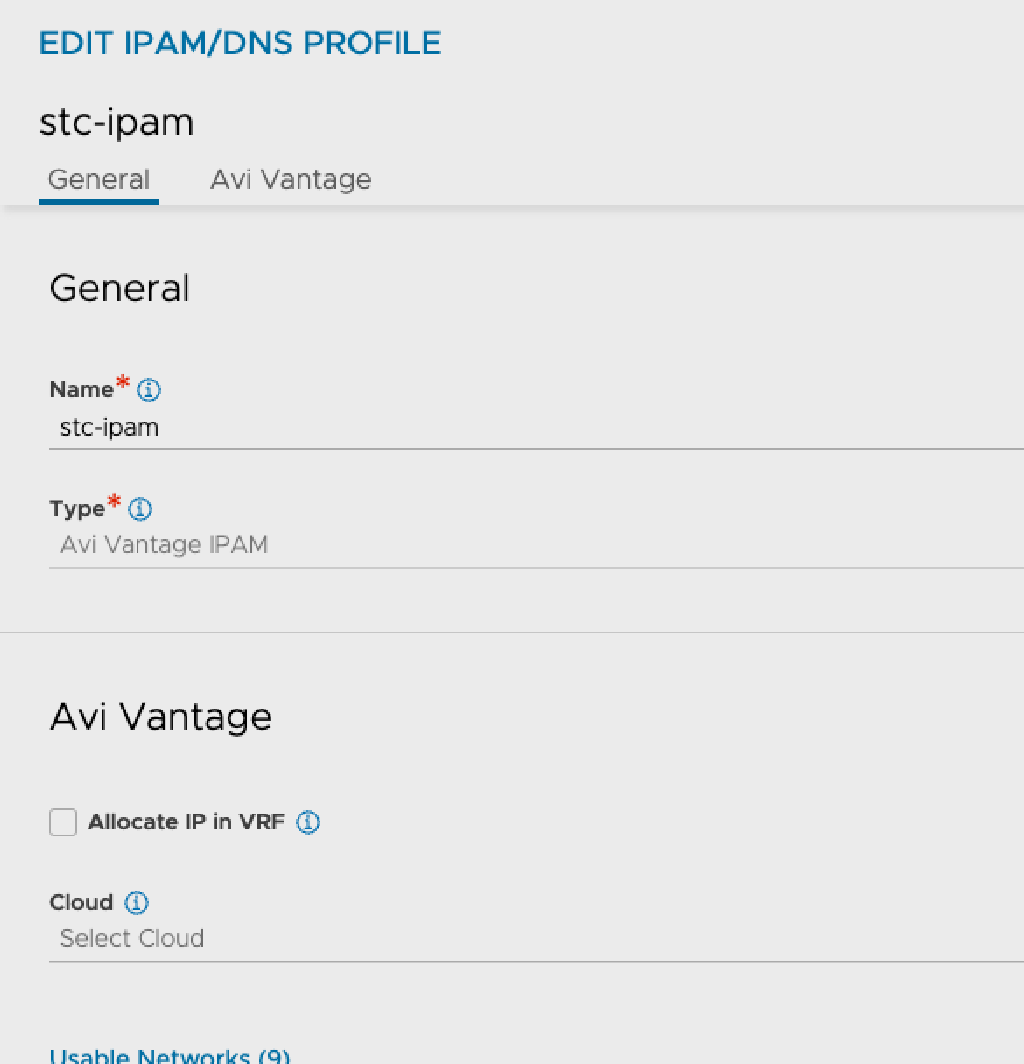 EDIT IPAM/DNS PROFILE
stc-ipam
General Avi Vantage
General
Name*
stc-ipam
Type*
Avi Vantage IPAM
Avi Vantage
Allocate IP in VRF
Cloud
Select Cloud
Usable Networks (9)